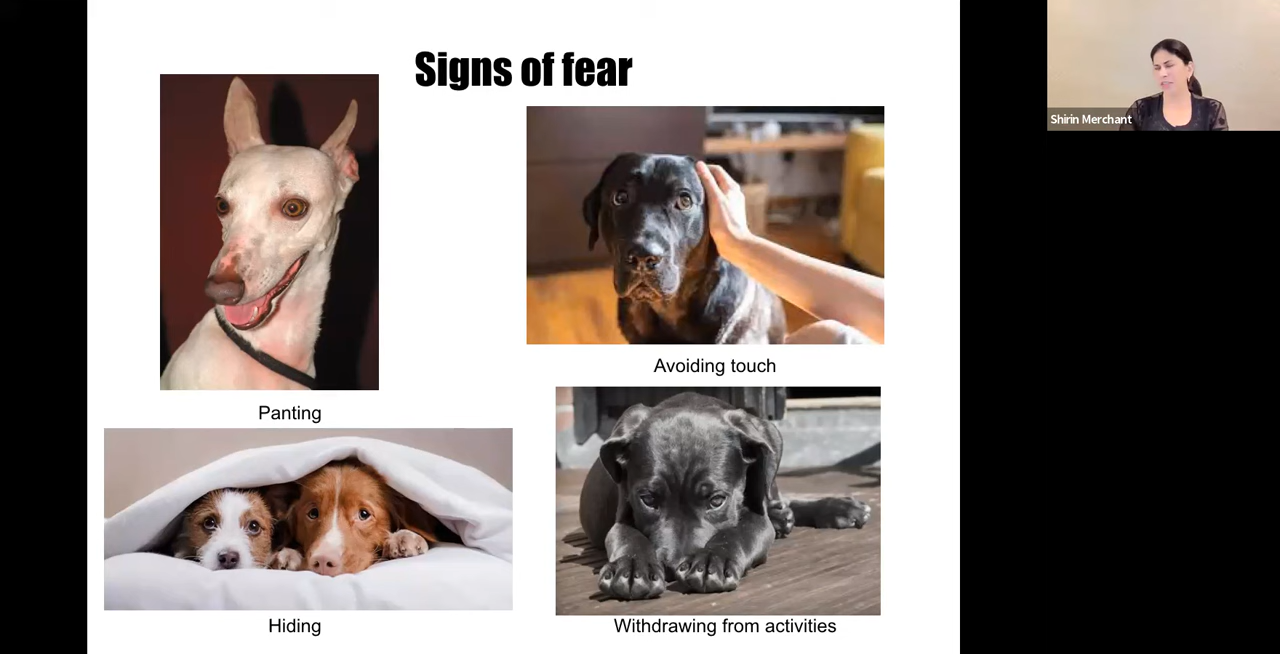 Signs of fear
Shirin Merchant
Panting
Avoiding touch
Hiding
Withdrawing from activities